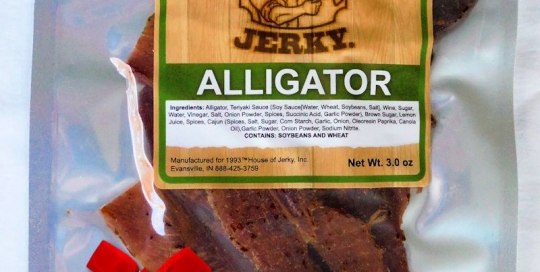 JERKY.
ALLIGATOR
Ingredients: Alligator, Teriyaki Sauce (Soy Sauce[Water, Wheat, Soybeans, Salt], Wine, Sugar,
Water, Vinegar, Salt, Onion Powder, Spices, Succinic Acid, Garlic Powder), Brown Sugar, Lemon
Juice, Spices, Cajun (Spices, Salt, Sugar, Corn Starch, Garlic, Onion, Oleoresin Paprika, Canola
Oil),Garlic Powder, Onion Powder, Sodium Nitrite.
CONTAINS: SOYBEANS AND WHEAT
Manufactured for 1993™House of Jerky, Inc.
Evansville, IN 888-425-3759
Net Wt. 3.0 oz